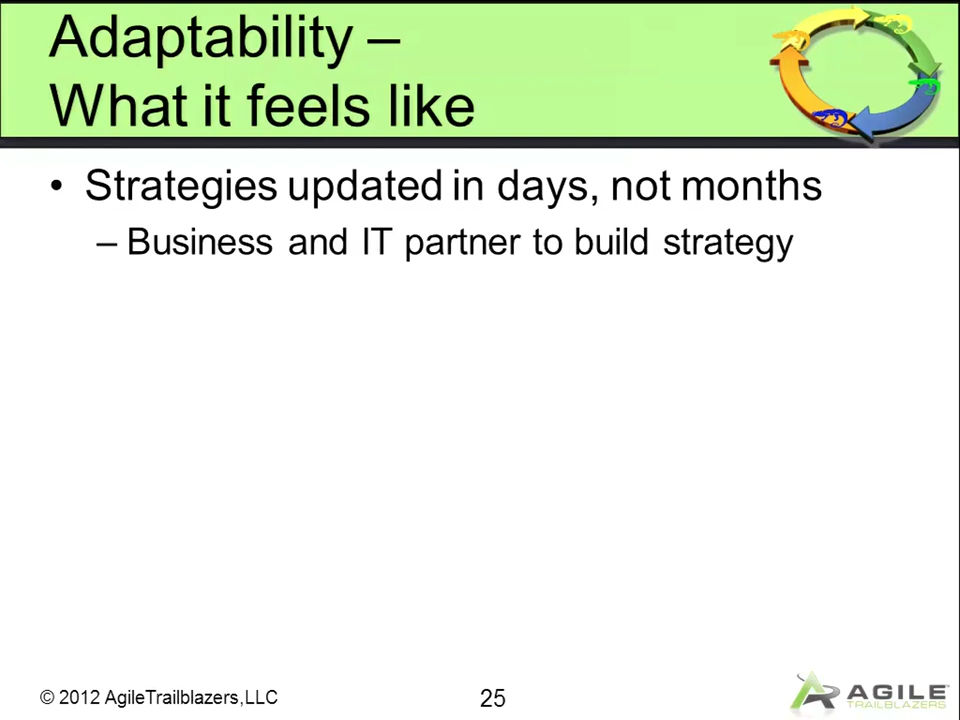 Adaptability –
What it feels like
• Strategies updated in days, not months
– Business and IT partner to build strategy
© 2012 AgileTrailblazers,LLC
25
AGILE
TRAILBLAZERS